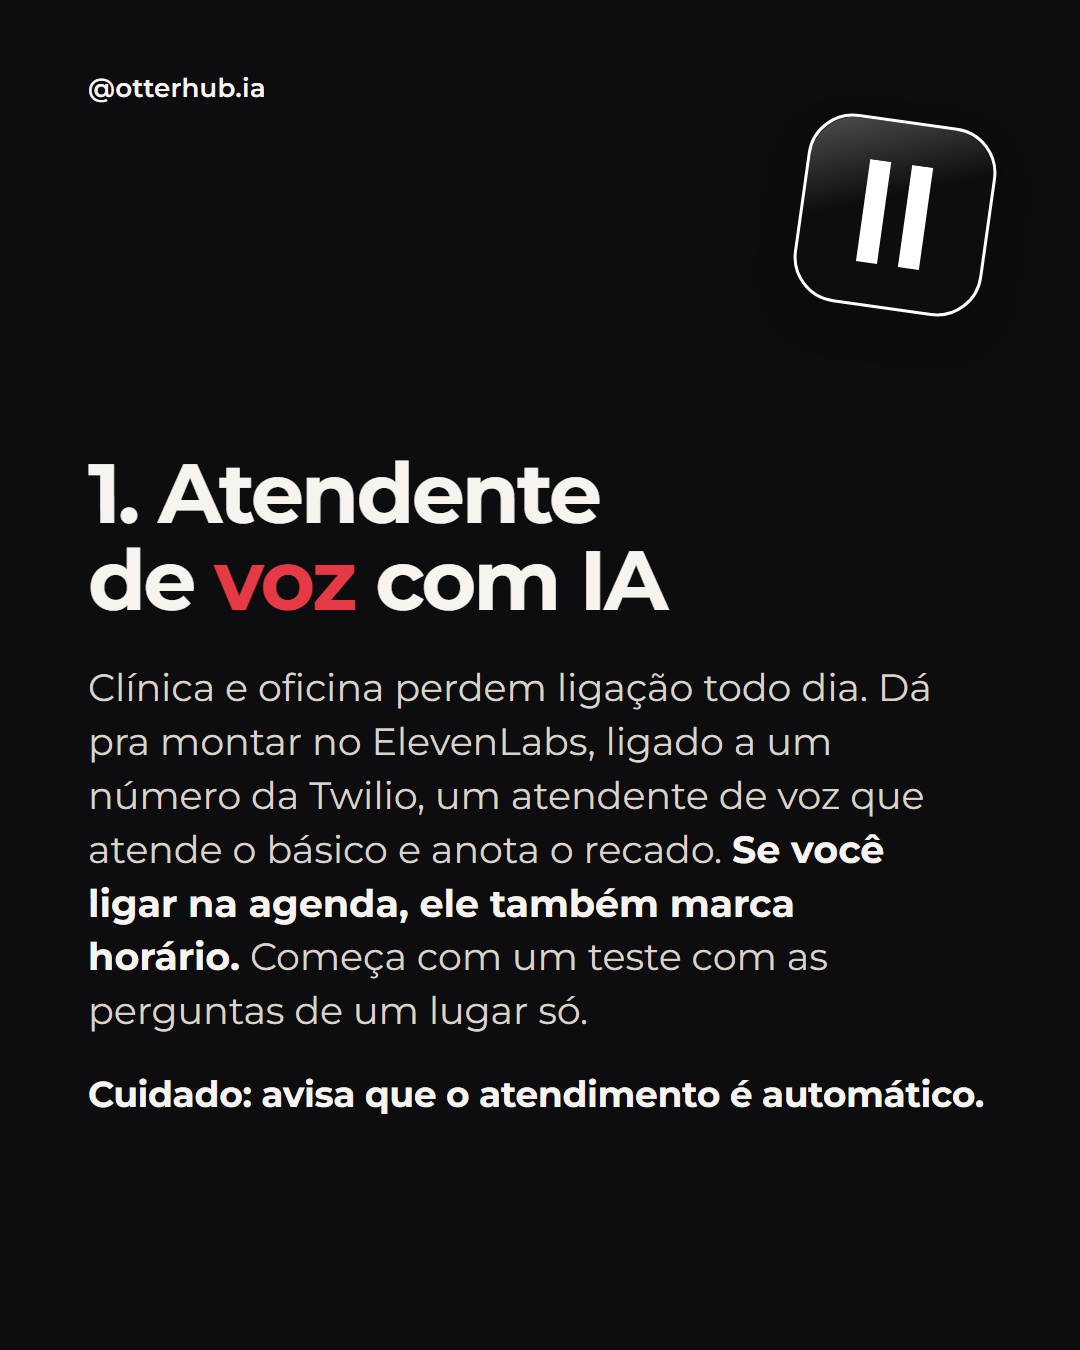 @otterhub.ia
1. Atendente
de voz com IA
Clínica e oficina perdem ligação todo dia. Dá
pra montar no ElevenLabs, ligado a um
número da Twilio, um atendente de voz que
atende o básico e anota o recado. Se você
ligar na agenda, ele também marca
horário. Começa com um teste com as
perguntas de um lugar só.
Cuidado: avisa que o atendimento é automático.